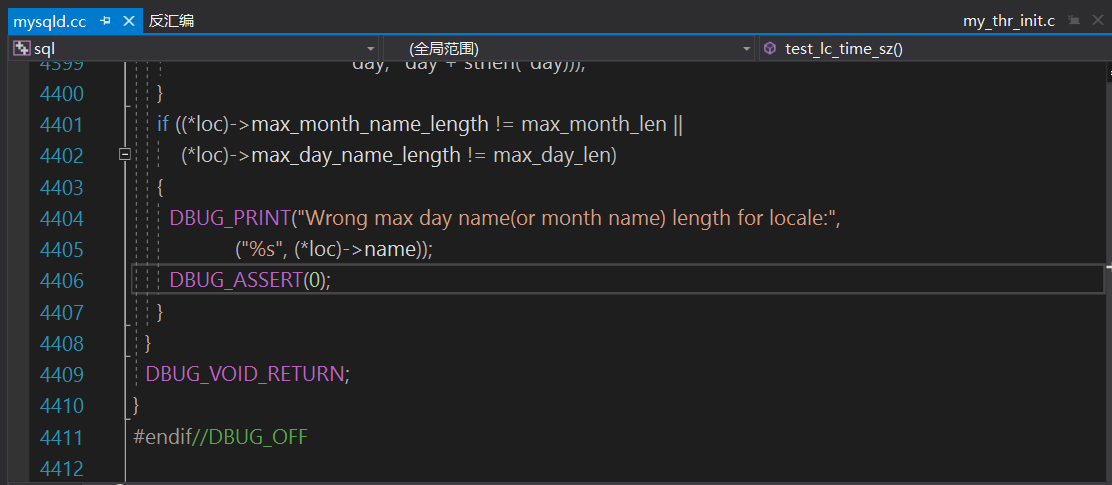 mysqld.cc
反汇编
my_thr_init.c
sql
(全局范围)
test_lc_time_sz()
4399 day, *day + strlen(*day)));
4400 }
4401 if ((*loc)->max_month_name_length != max_month_len ||
4402 (*loc)->max_day_name_length != max_day_len)
4403 {
4404 DBUG_PRINT("Wrong max day name(or month name) length for locale:",
4405 ("%s", (*loc)->name));
4406 DBUG_ASSERT(0);
4407 }
4408 }
4409 DBUG_VOID_RETURN;
4410 }
4411 #endif//DBUG_OFF
4412